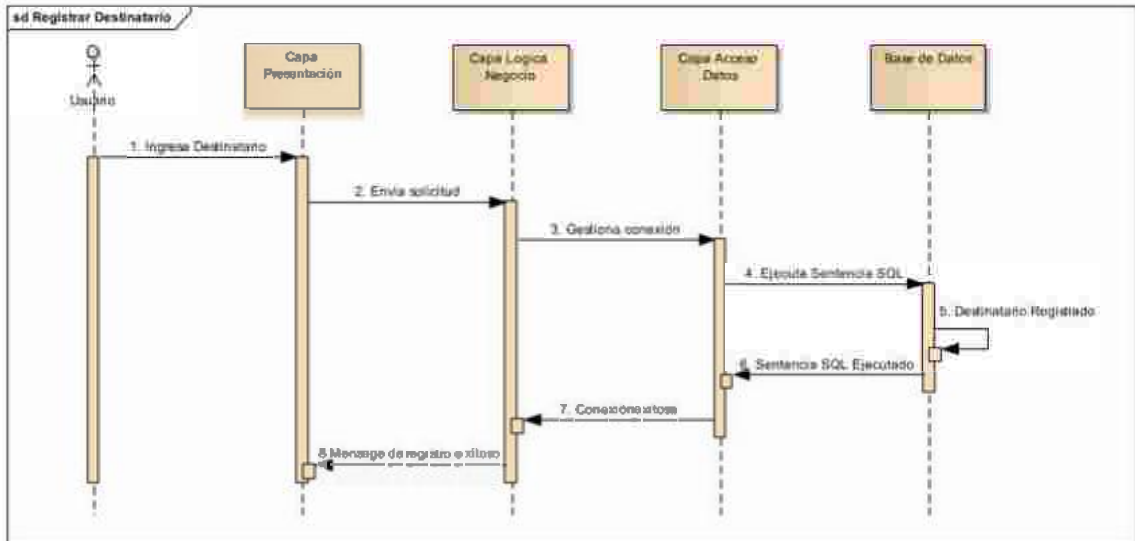 sd Registrar Destinatario
Usuario
Capa
Presentación
Capa Logica
Negocio
Capa Acceso
Datos
Base de Datos
1. Ingresa Destinatario
2. Envia solicitud
3. Gestiona conexión
4. Ejecuta Sentencia SQL
5. Destinatario Registrado
6. Sentencia SQL Ejecutado
7. Conexión exitosa
8 Mensage de registro exitoso